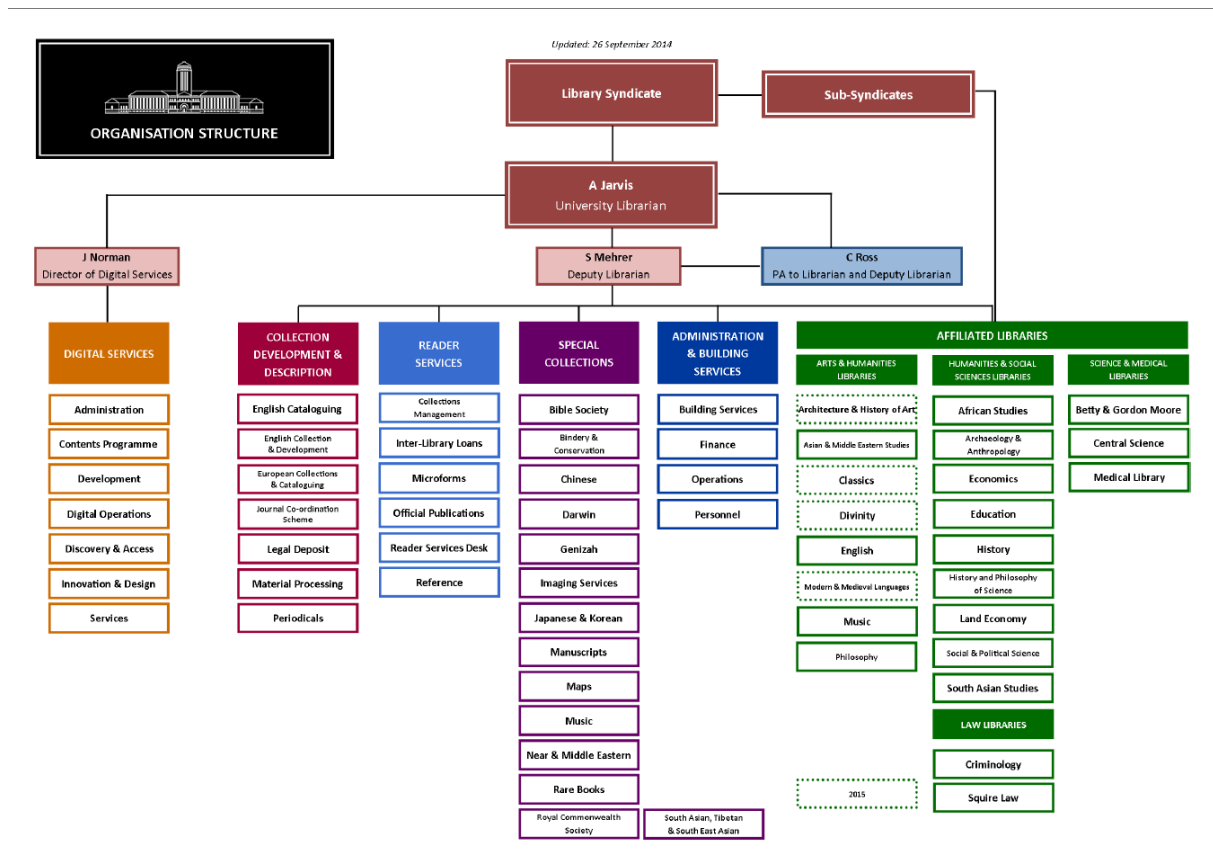 Updated: 26 September 2014
ORGANISATION STRUCTURE
Library Syndicate
Sub-Syndicates
A Jarvis
University Librarian
J Norman
Director of Digital Services
S Mehrer
Deputy Librarian
C Ross
PA to Librarian and Deputy Librarian
DIGITAL SERVICES
Administration
Contents Programme
Development
Digital Operations
Discovery & Access
Innovation & Design
Services
COLLECTION
DEVELOPMENT &
DESCRIPTION
English Cataloguing
English Collection
& Development
European Collections
& Cataloguing
Journal Co-ordination
Scheme
Legal Deposit
Material Processing
Periodicals
READER
SERVICES
Collections
Management
Inter-Library Loans
Microforms
Official Publications
Reader Services Desk
Reference
SPECIAL
COLLECTIONS
Bible Society
Bindery &
Conservation
Chinese
Darwin
Genizah
Imaging Services
Japanese & Korean
Manuscripts
Maps
Music
Near & Middle Eastern
Rare Books
Royal Commonwealth
Society
South Asian, Tibetan
& South East Asian
ADMINISTRATION
& BUILDING
SERVICES
Building Services
Finance
Operations
Personnel
AFFILIATED LIBRARIES
ARTS & HUMANITIES
LIBRARIES
Architecture & History of Art
Asian & Middle Eastern Studies
Classics
Divinity
English
Modern & Medieval Languages
Music
Philosophy
2015
HUMANITIES & SOCIAL
SCIENCES LIBRARIES
African Studies
Archaeology &
Anthropology
Economics
Education
History
History and Philosophy
of Science
Land Economy
Social & Political Science
South Asian Studies
LAW LIBRARIES
Criminology
Squire Law
SCIENCE & MEDICAL
LIBRARIES
Betty & Gordon Moore
Central Science
Medical Library